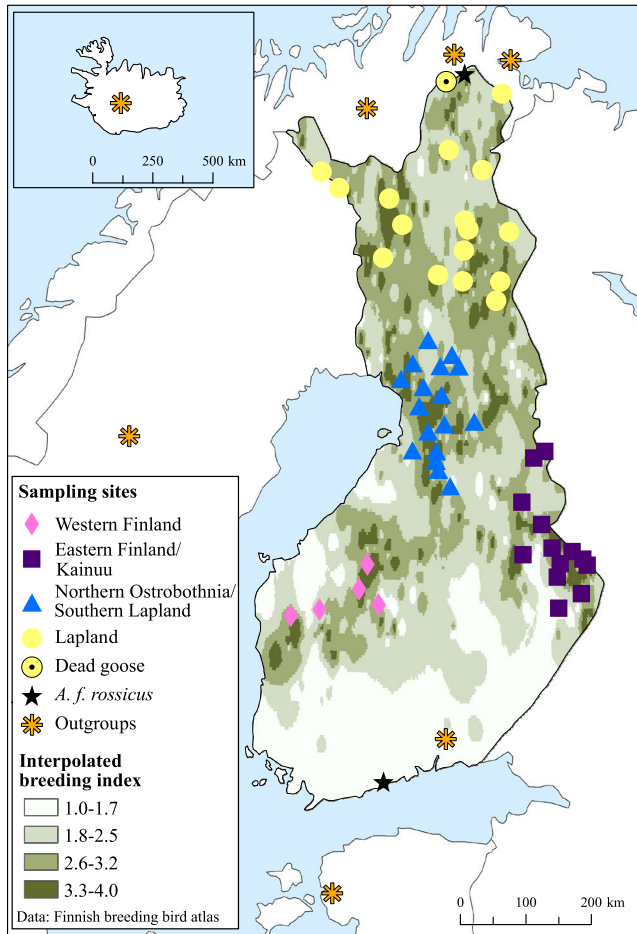 0 250 500 km
Sampling sites
Western Finland
Eastern Finland/
Kainuu
Northern Ostrobothnia/
Southern Lapland
Lapland
Dead goose
A. f. rossicus
Outgroups
Interpolated
breeding index
1.0-1.7
1.8-2.5
2.6-3.2
3.3-4.0
Data: Finnish breeding bird atlas
0 100 200 km